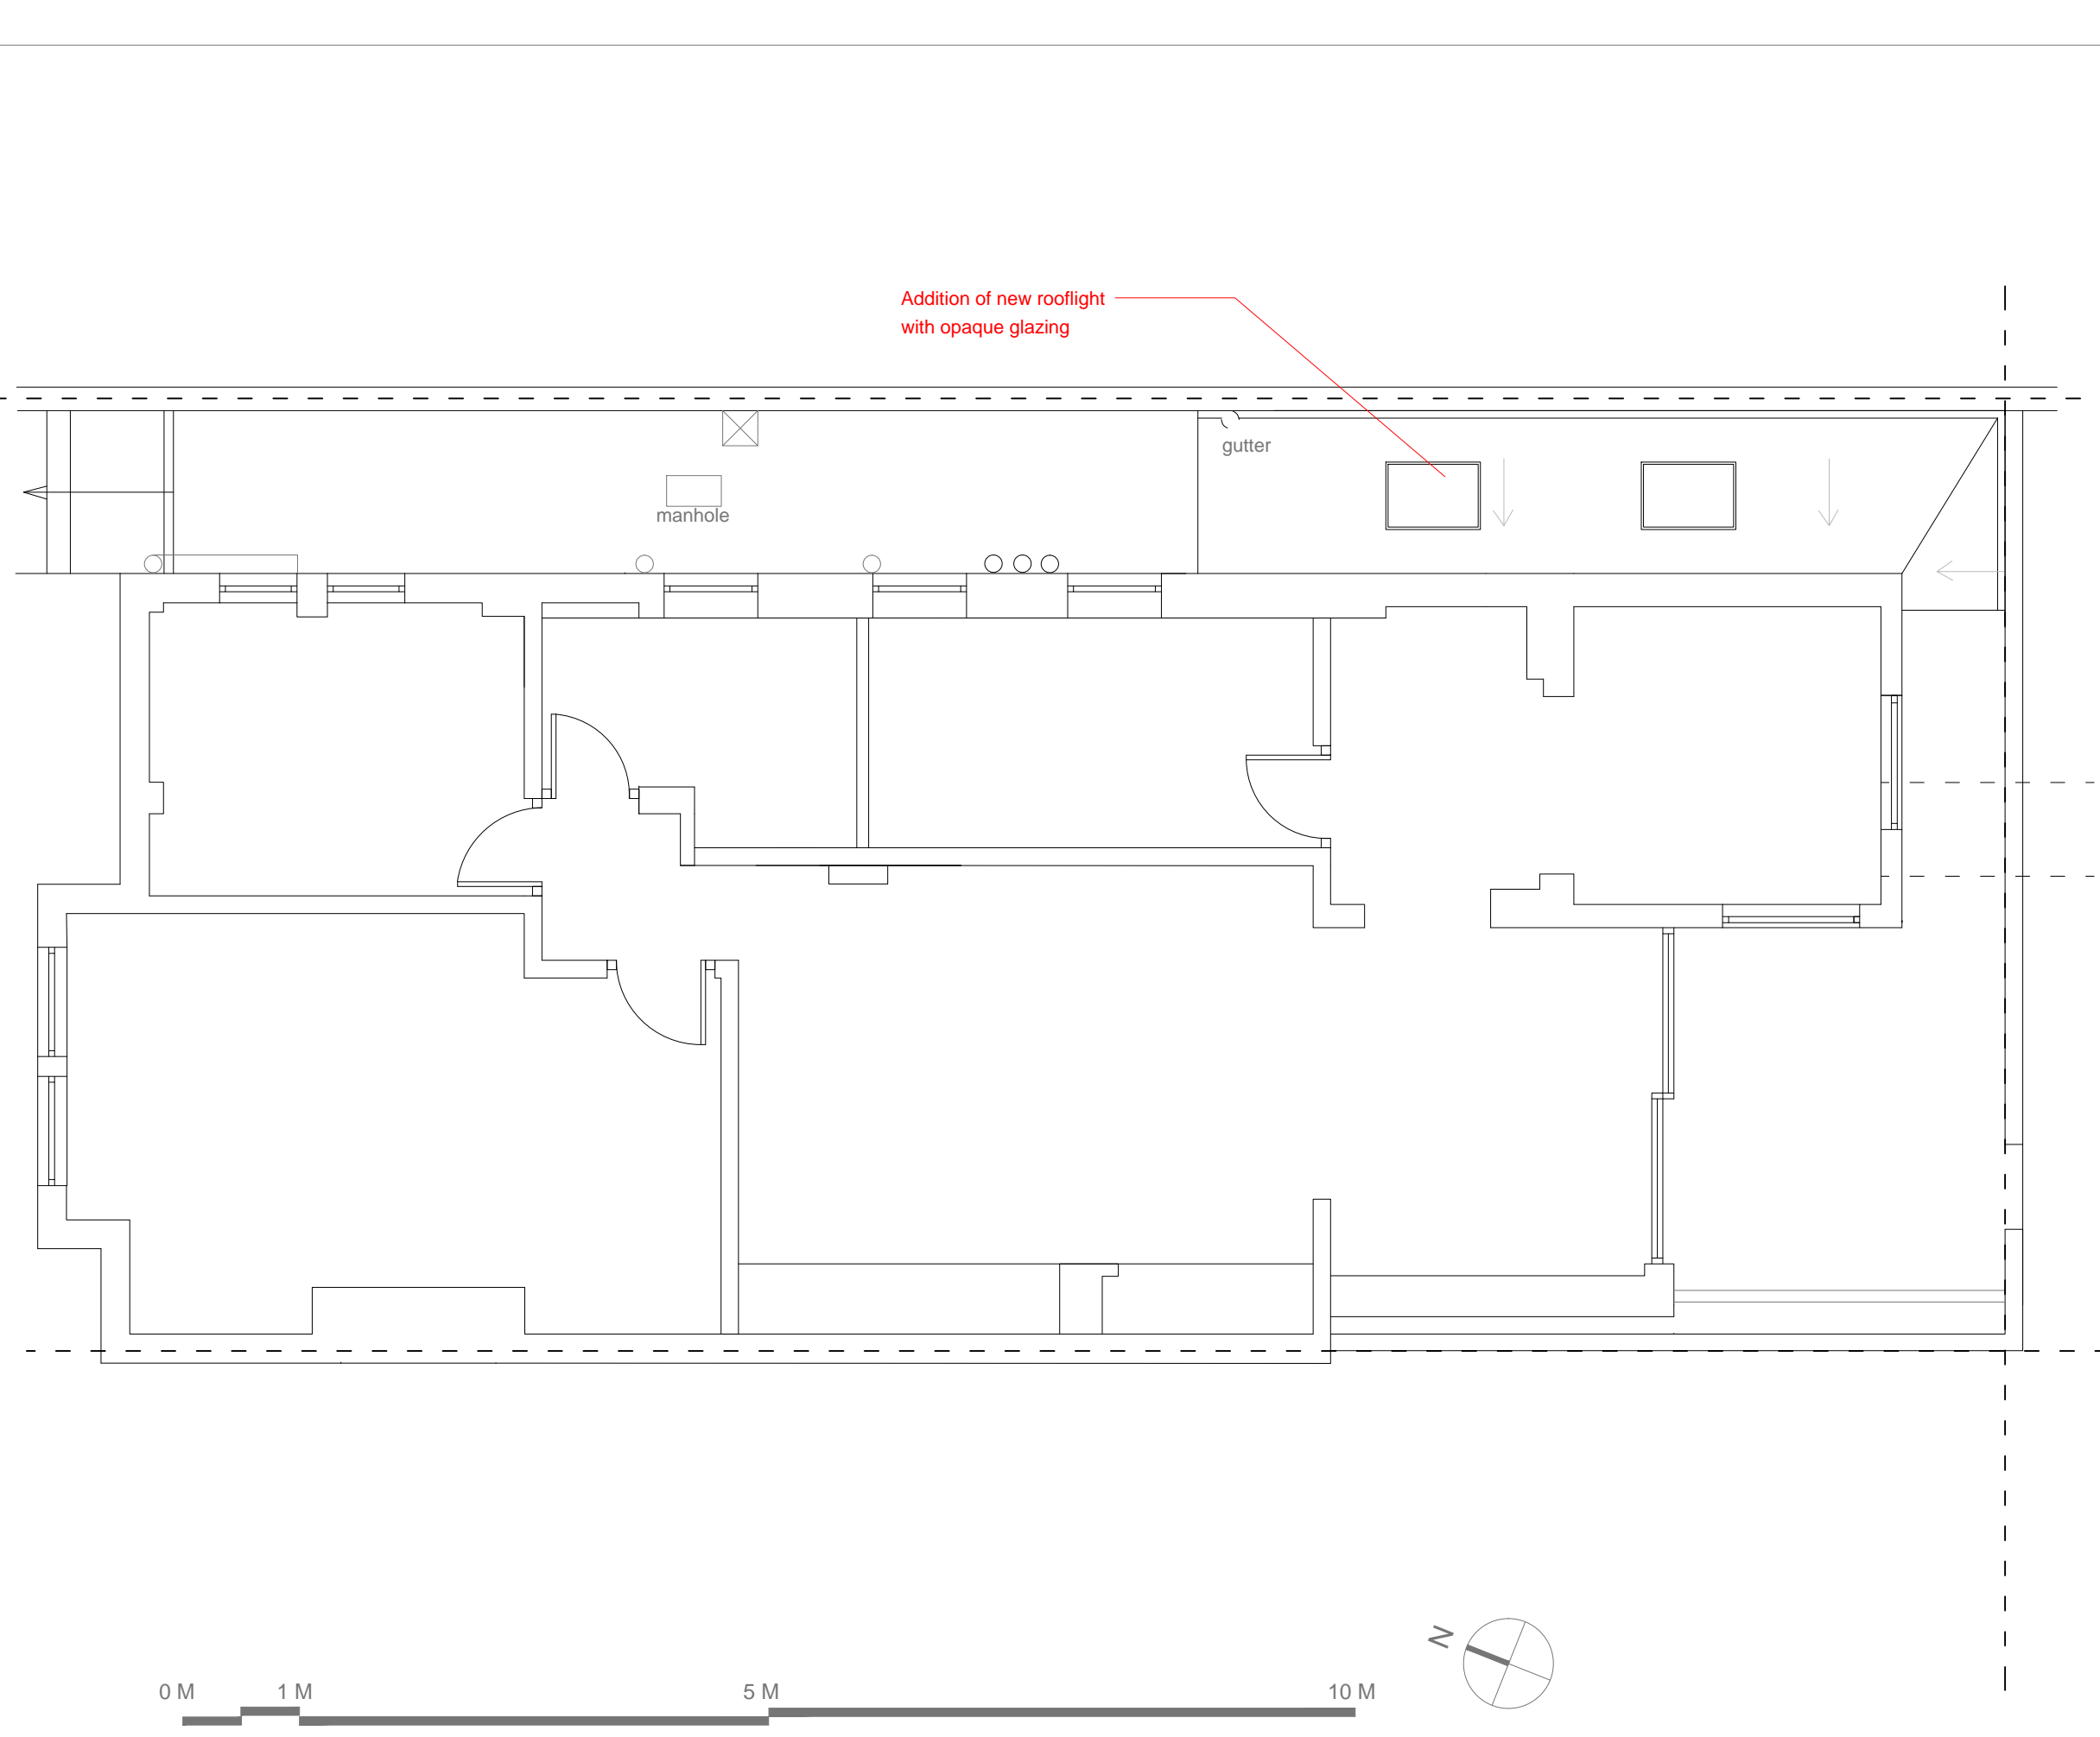 Addition of new rooflight
with opaque glazing
gutter
manhole
N
0 M 1 M 5 M 10 M